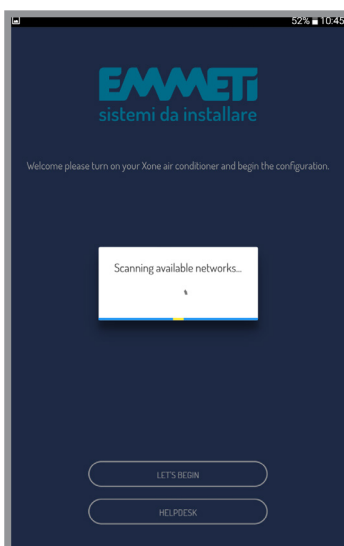 52% 10:45
EMMETi
sistemi da installare
Welcome please turn on your Xone air conditioner and begin the configuration.
Scanning available networks...
LET'S BEGIN
HELPDESK